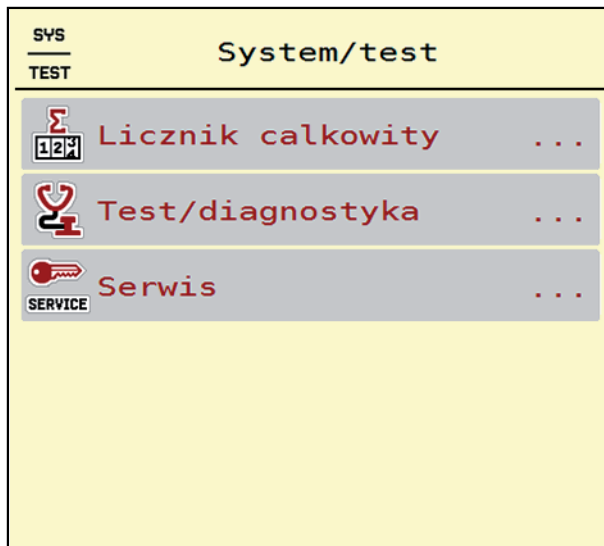 SYS
TEST
System/test
Licznik calkowity ...
Test/diagnostyka ...
Serwis ...
SERVICE